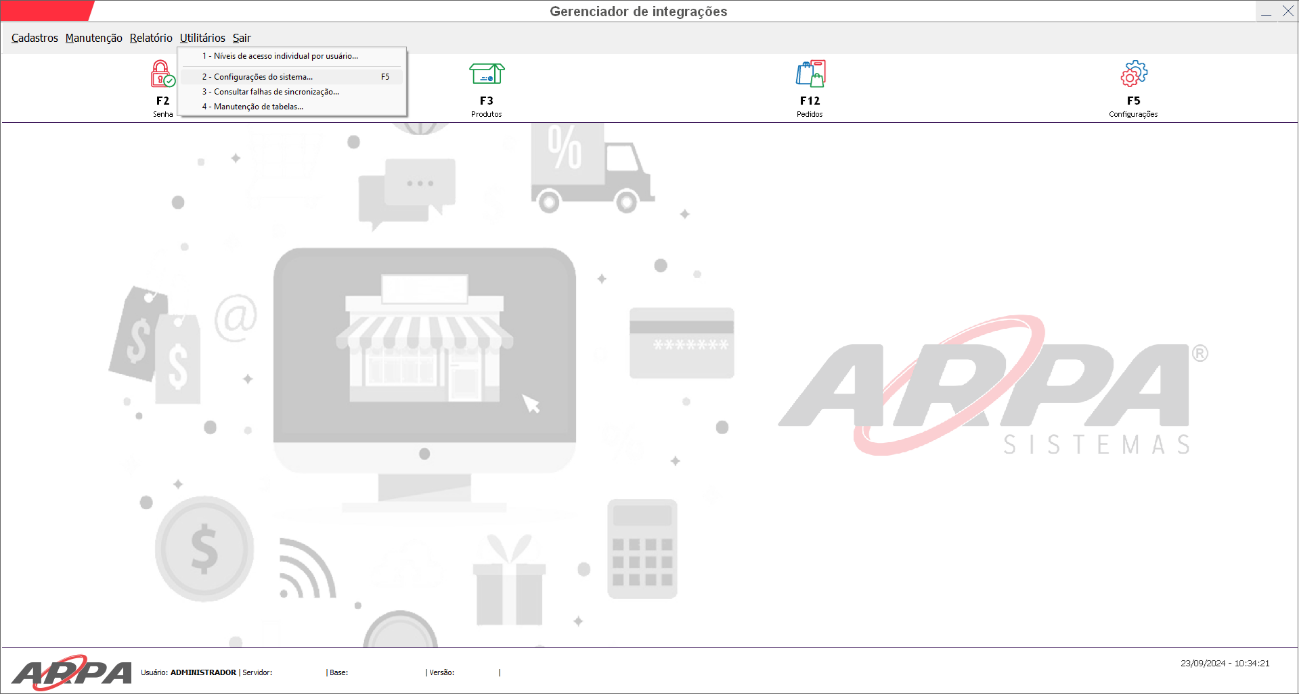 Gerenciador de integrações
Cadastros Manutenção Relatório Utilitários Sair
1 - Níveis de acesso individual por usuário...
2 - Configurações do sistema... F5
3 - Consultar falhas de sincronização...
4 - Manutenção de tabelas...
F2 F3 F12 F5
Senha Produtos Pedidos Configurações
%
@
$ $
*******
ARPA®
SISTEMAS
$
ARPA Usuário: ADMINISTRADOR | Servidor: | Base: | Versão: |
23/09/2024 - 10:34:21